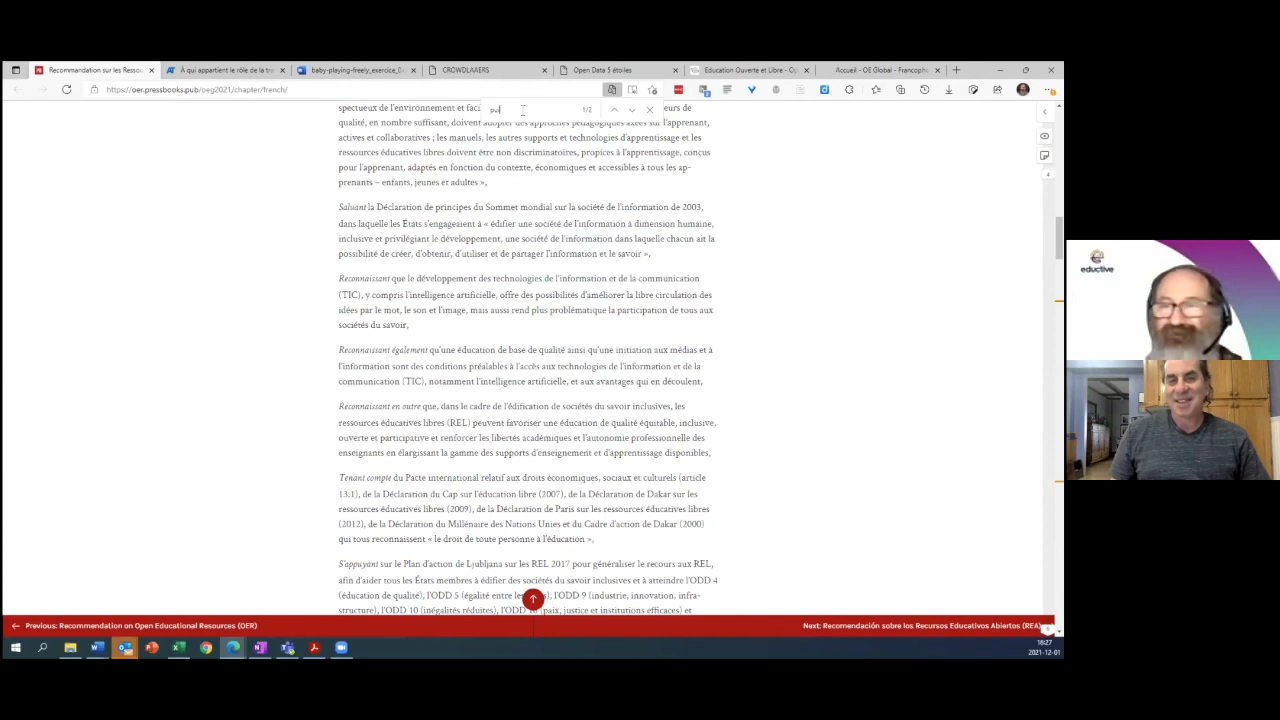 Recommandation sur les Ressou
À qui appartient le rôle de la tra
baby-playing-freely_exercice_0
CROWDLAAERS
Open Data 5 étoiles
Education Ouverte et Libre - Op
Accueil - OE Global - Francopho
https://oer.pressbooks.pub/oeg2021/chapter/french/
1/2
spectueux de l'environnement et faci
eurs de
qualité, en nombre suffisant, doivent adopter des approches pédagogiques axées sur l'apprenant,
actives et collaboratives ; les manuels, les autres supports et technologies d'apprentissage et les
ressources éducatives libres doivent être non discriminatoires, propices à l'apprentissage, conçus
pour l'apprenant, adaptés en fonction du contexte, économiques et accessibles à tous les ap-
prenants – enfants, jeunes et adultes »,
Saluant la Déclaration de principes du Sommet mondial sur la société de l'information de 2003,
dans laquelle les États s'engageaient à « édifier une société de l'information à dimension humaine,
inclusive et privilégiant le développement, une société de l'information dans laquelle chacun ait la
possibilité de créer, d'obtenir, d'utiliser et de partager l'information et le savoir »,
Reconnaissant que le développement des technologies de l'information et de la communication
(TIC), y compris l'intelligence artificielle, offre des possibilités d'améliorer la libre circulation des
idées par le mot, le son et l'image, mais aussi rend plus problématique la participation de tous aux
sociétés du savoir,
Reconnaissant également qu'une éducation de base de qualité ainsi qu'une initiation aux médias et à
l'information sont des conditions préalables à l'accès aux technologies de l'information et de la
communication (TIC), notamment l'intelligence artificielle, et aux avantages qui en découlent,
Reconnaissant en outre que, dans le cadre de l'édification de sociétés du savoir inclusives, les
ressources éducatives libres (REL) peuvent favoriser une éducation de qualité équitable, inclusive,
ouverte et participative et renforcer les libertés académiques et l'autonomie professionnelle des
enseignants en élargissant la gamme des supports d'enseignement et d'apprentissage disponibles,
Tenant compte du Pacte international relatif aux droits économiques, sociaux et culturels (article
13.1), de la Déclaration du Cap sur l'éducation libre (2007), de la Déclaration de Dakar sur les
ressources éducatives libres (2009), de la Déclaration de Paris sur les ressources éducatives libres
(2012), de la Déclaration du Millénaire des Nations Unies et du Cadre d'action de Dakar (2000)
qui tous reconnaissent « le droit de toute personne à l'éducation »,
S'appuyant sur le Plan d'action de Ljubljana sur les REL 2017 pour généraliser le recours aux REL,
afin d'aider tous les États membres à édifier des sociétés du savoir inclusives et à atteindre l'ODD 4
(éducation de qualité), l'ODD 5 (égalité entre les), l'ODD 9 (industrie, innovation, infra-
structure), l'ODD 10 (inégalités réduites), l'ODD (paix, justice et institutions efficaces) et
← Previous: Recommendation on Open Educational Resources (OER)
Next: Recomendación sobre los Recursos Educativos Abiertos (REA)
16:27
2021-12-01
eductive